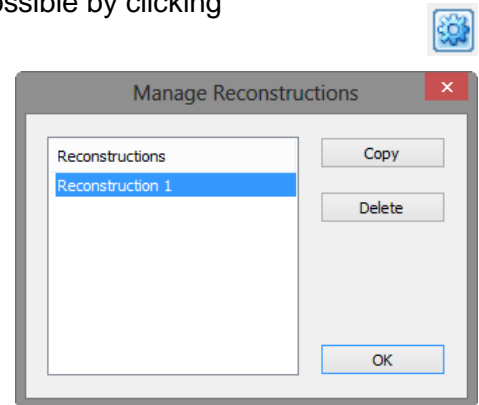 ossible by clicking
Manage Reconstructions
Reconstructions
Reconstruction 1
Copy
Delete
OK